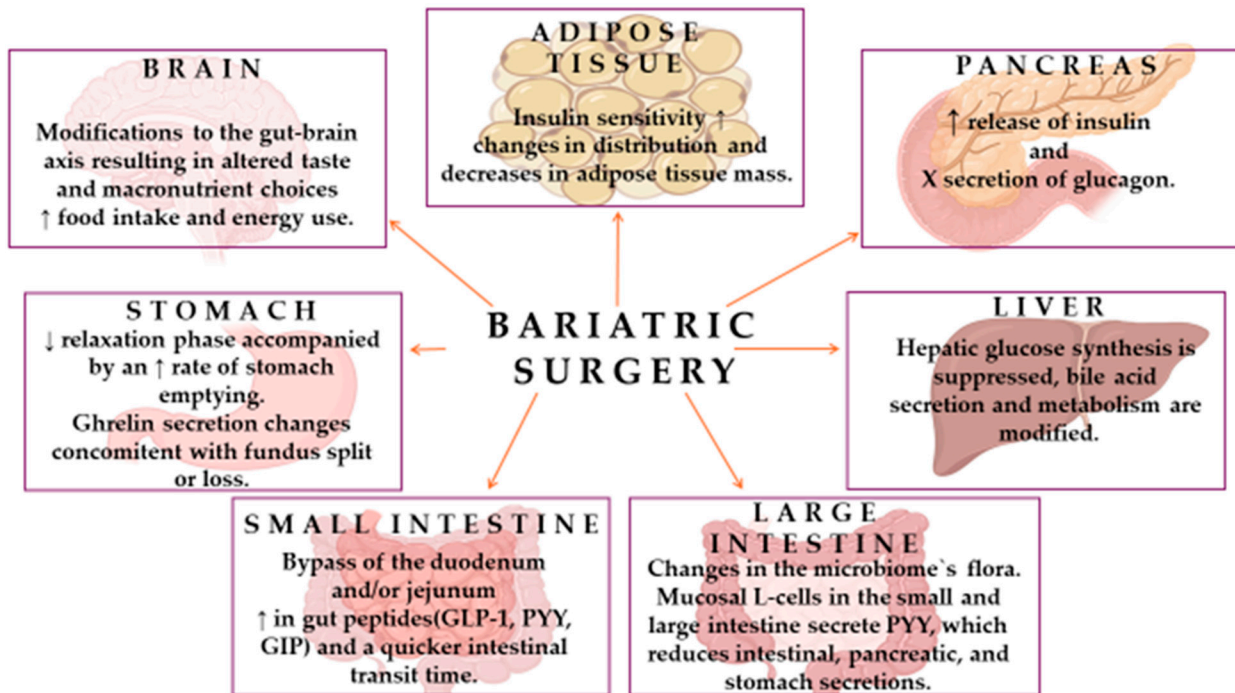 BRAIN
Modifications to the gut-brain
axis resulting in altered taste
and macronutrient choices
↑ food intake and energy use.
ADIPOSE
TISSUE
Insulin sensitivity ↑
changes in distribution and
decreases in adipose tissue mass.
PANCREAS
↑ release of insulin
and
X secretion of glucagon.
STOMACH
↓ relaxation phase accompanied
by an ↑ rate of stomach
emptying.
Ghrelin secretion changes
concomitent with fundus split
or loss.
BARIATRIC
SURGERY
LIVER
Hepatic glucose synthesis is
suppressed, bile acid
secretion and metabolism are
modified.
SMALL INTESTINE
Bypass of the duodenum
and/or jejunum
↑ in gut peptides(GLP-1, PYY,
GIP) and a quicker intestinal
transit time.
LARGE
INTESTINE
Changes in the microbiome`s flora.
Mucosal L-cells in the small and
large intestine secrete PYY, which
reduces intestinal, pancreatic, and
stomach secretions.